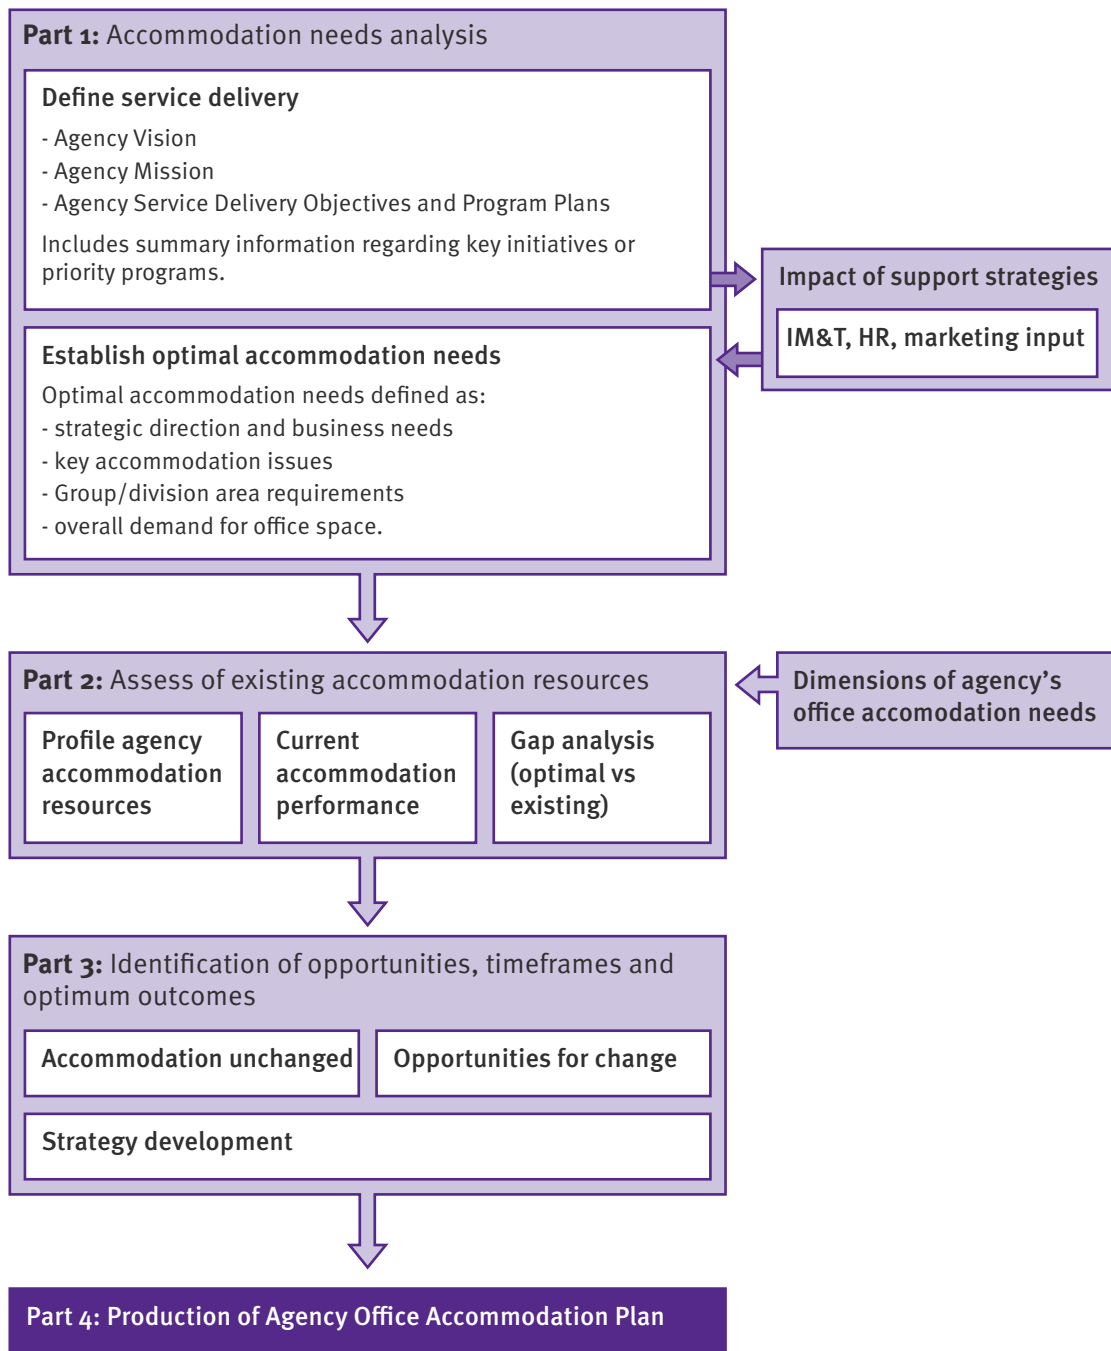 Part 1: Accommodation needs analysis
Define service delivery
- Agency Vision
- Agency Mission
- Agency Service Delivery Objectives and Program Plans
Includes summary information regarding key initiatives or
priority programs.
Impact of support strategies
IM&T, HR, marketing input
Establish optimal accommodation needs
Optimal accommodation needs defined as:
- strategic direction and business needs
- key accommodation issues
- Group/division area requirements
- overall demand for office space.
Part 2: Assess of existing accommodation resources
Profile agency
accommodation
resources
Current
accommodation
performance
Gap analysis
(optimal vs
existing)
Dimensions of agency's
office accomodation needs
Part 3: Identification of opportunities, timeframes and
optimum outcomes
Accommodation unchanged
Opportunities for change
Strategy development
Part 4: Production of Agency Office Accommodation Plan